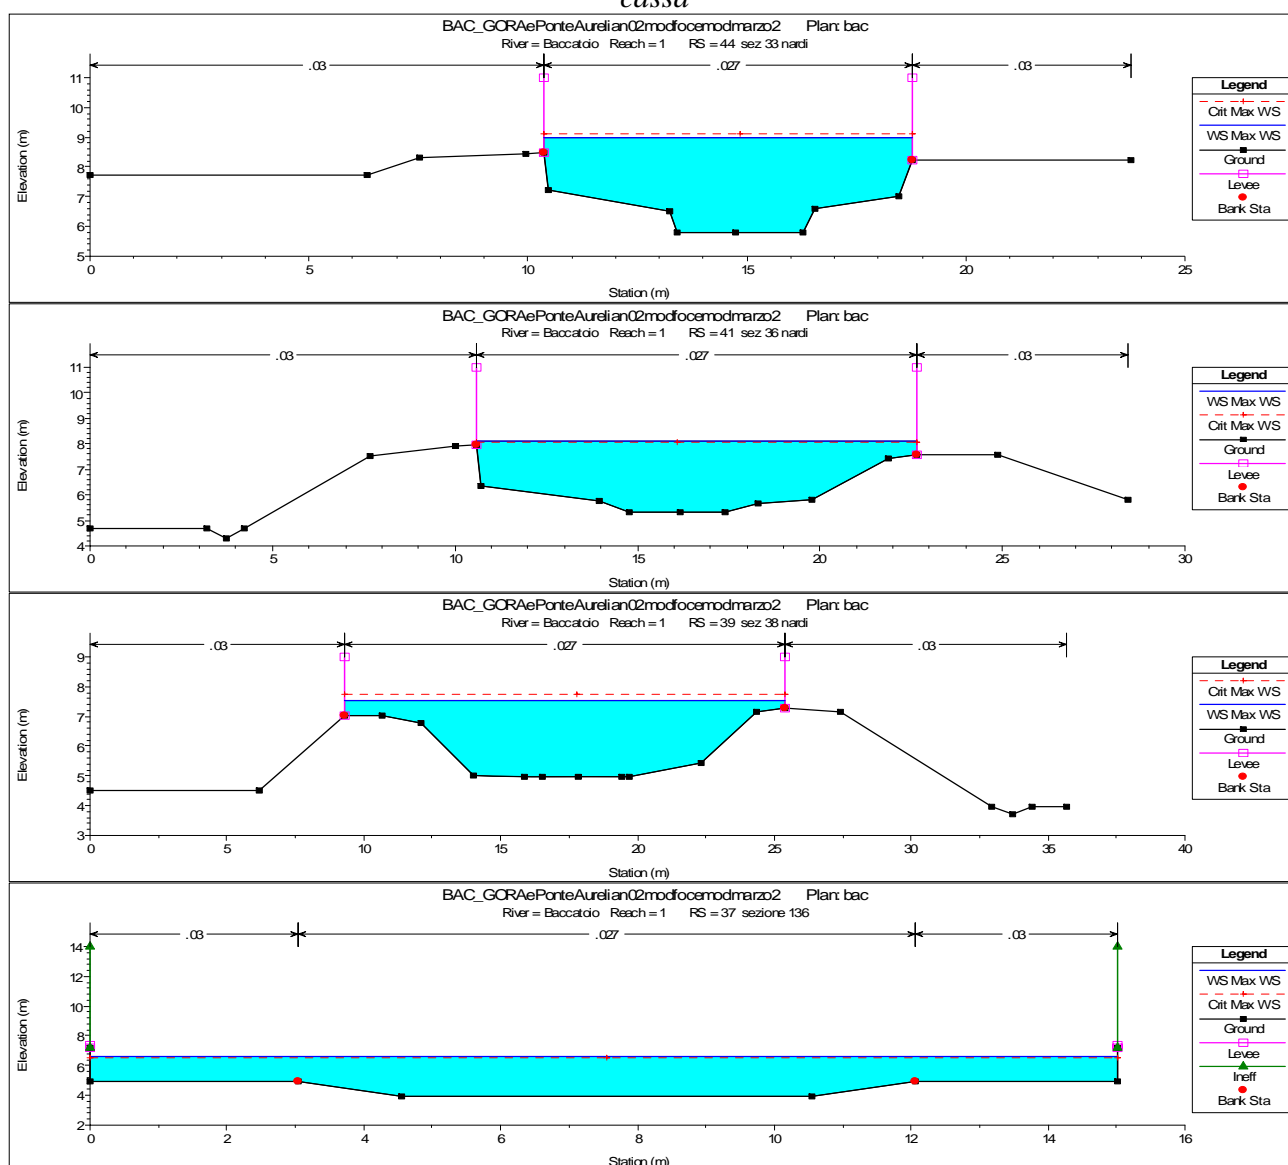 cassa
BAC_GORAePonteAurelian02modfocemodmarzo2 Plan: bac
River = Baccatoio Reach = 1 RS = 44 sez 33 nardi
.03 .027 .03
Elevation (m)
11
10
9
8
7
6
5
0 5 10 15 20 25
Station (m)
Legend
Crit Max WS
WS Max WS
Ground
Levee
Bank Sta
BAC_GORAePonteAurelian02modfocemodmarzo2 Plan: bac
River = Baccatoio Reach = 1 RS = 41 sez 36 nardi
.03 .027 .03
Elevation (m)
11
10
9
8
7
6
5
4
0 5 10 15 20 25 30
Station (m)
Legend
WS Max WS
Crit Max WS
Ground
Levee
Bank Sta
BAC_GORAePonteAurelian02modfocemodmarzo2 Plan: bac
River = Baccatoio Reach = 1 RS = 39 sez 38 nardi
.03 .027 .03
Elevation (m)
9
8
7
6
5
4
3
0 5 10 15 20 25 30 35 40
Station (m)
Legend
Crit Max WS
WS Max WS
Ground
Levee
Bank Sta
BAC_GORAePonteAurelian02modfocemodmarzo2 Plan: bac
River = Baccatoio Reach = 1 RS = 37 sezione 136
.03 .027 .03
Elevation (m)
14
12
10
8
6
4
2
0 2 4 6 8 10 12 14 16
Station (m)
Legend
WS Max WS
Crit Max WS
Ground
Levee
Ineff
Bank Sta